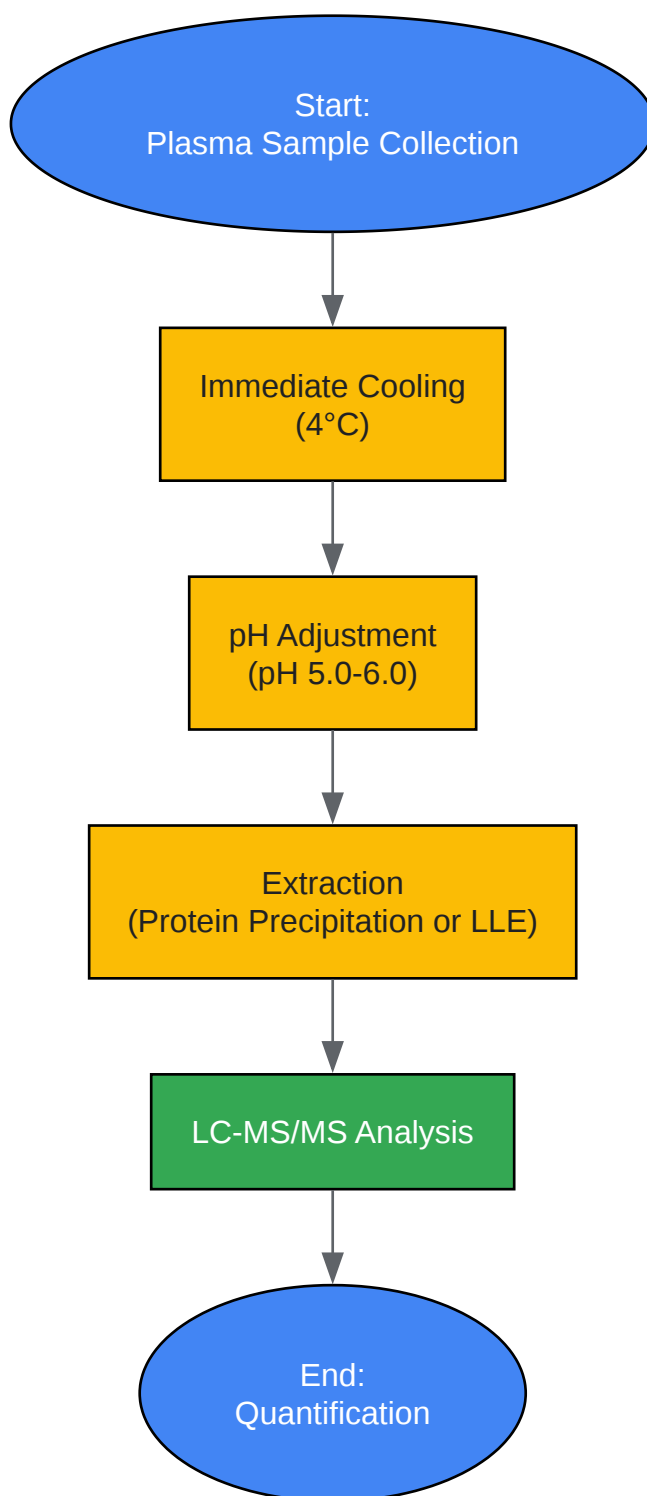 Start:
Plasma Sample Collection
Immediate Cooling
(4°C)
pH Adjustment
(pH 5.0-6.0)
Extraction
(Protein Precipitation or LLE)
LC-MS/MS Analysis
End:
Quantification